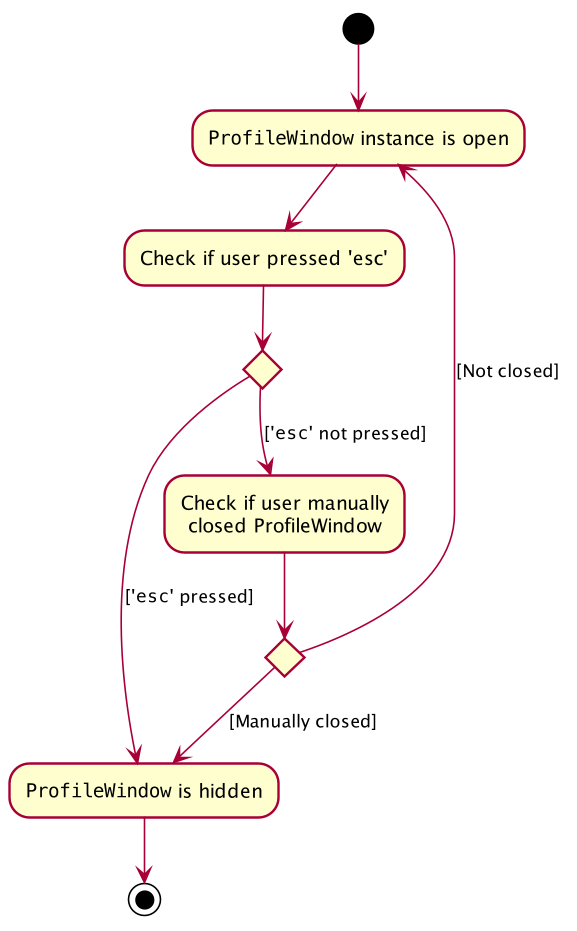 ProfileWindow instance is open
Check if user pressed 'esc'
[Not closed]
['esc' not pressed]
Check if user manually
closed ProfileWindow
['esc' pressed]
[Manually closed]
ProfileWindow is hidden